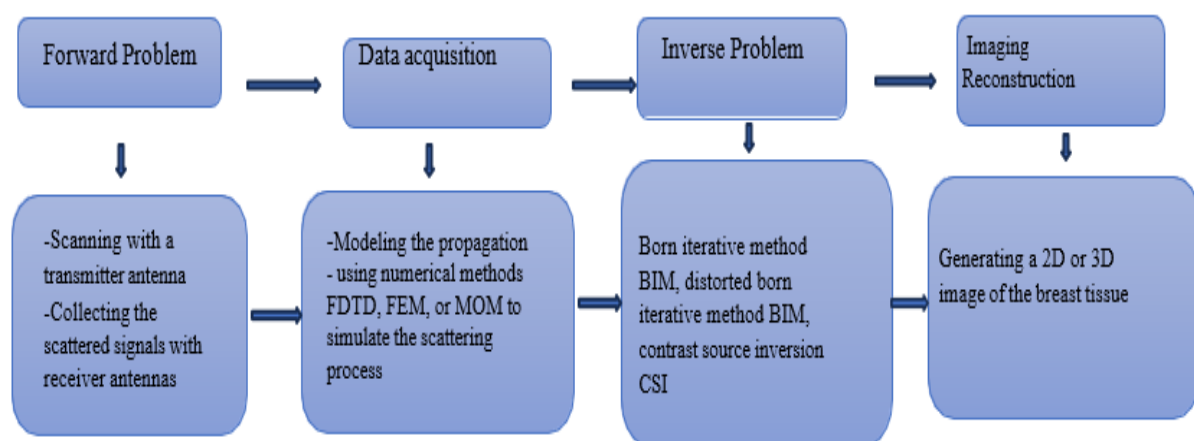 Forward Problem
Data acquisition
Inverse Problem
Imaging
Reconstruction
-Scanning with a
transmitter antenna
-Collecting the
scattered signals with
receiver antennas
-Modeling the propagation
- using numerical methods
FDTD, FEM, or MOM to
simulate the scattering
process
Born iterative method
BIM, distorted born
iterative method BIM,
contrast source inversion
CSI
Generating a 2D or 3D
image of the breast tissue